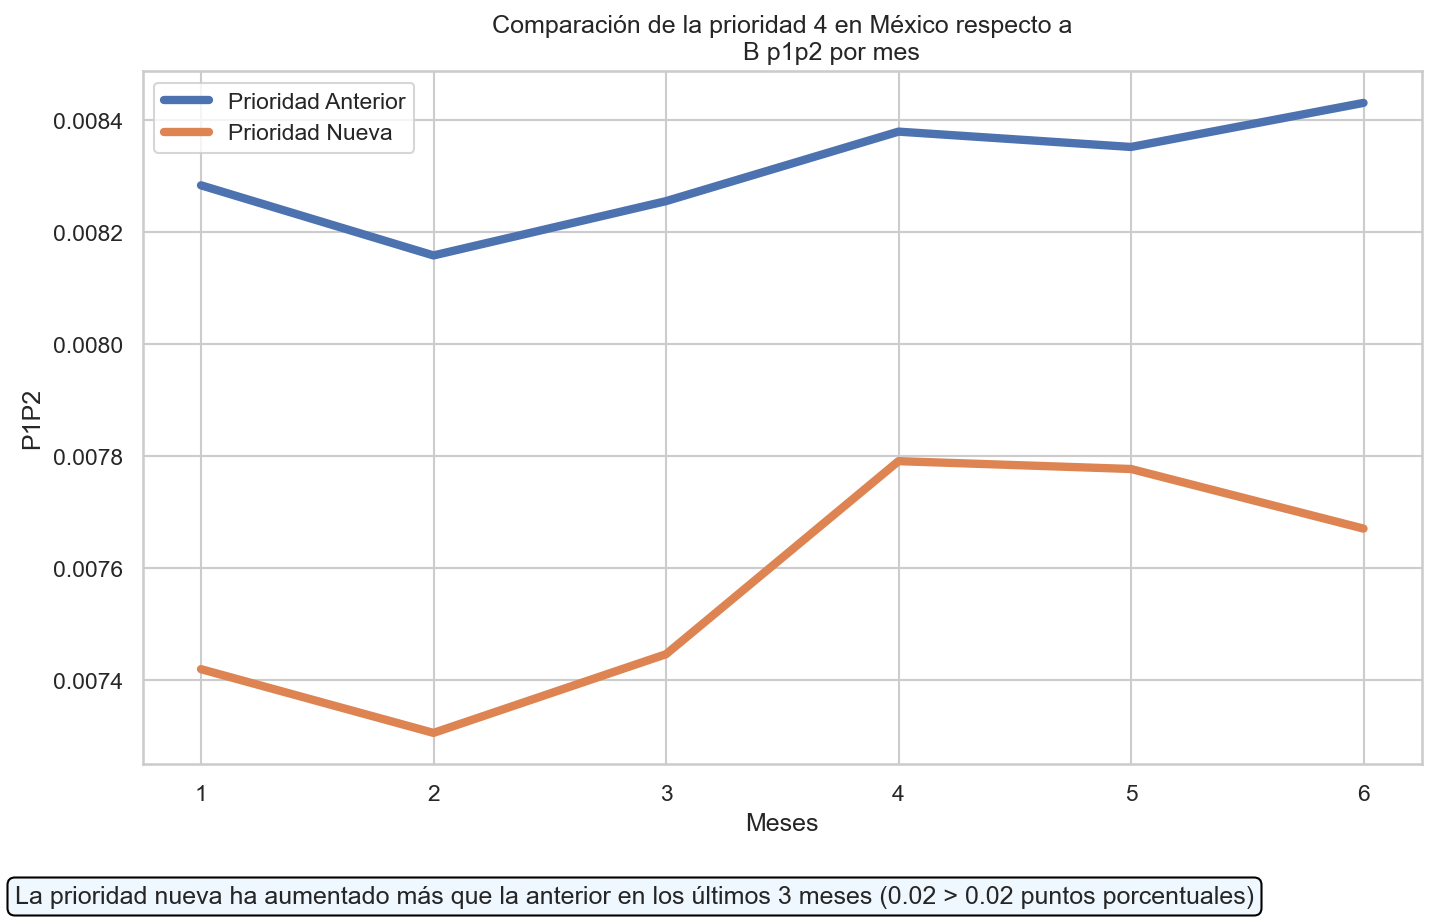 Comparación de la prioridad 4 en México respecto a
B p1p2 por mes
Prioridad Anterior
Prioridad Nueva
0.0084
0.0082
0.0080
0.0078
0.0076
0.0074
P1P2
1 2 3 4 5 6
Meses
La prioridad nueva ha aumentado más que la anterior en los últimos 3 meses (0.02 > 0.02 puntos porcentuales)